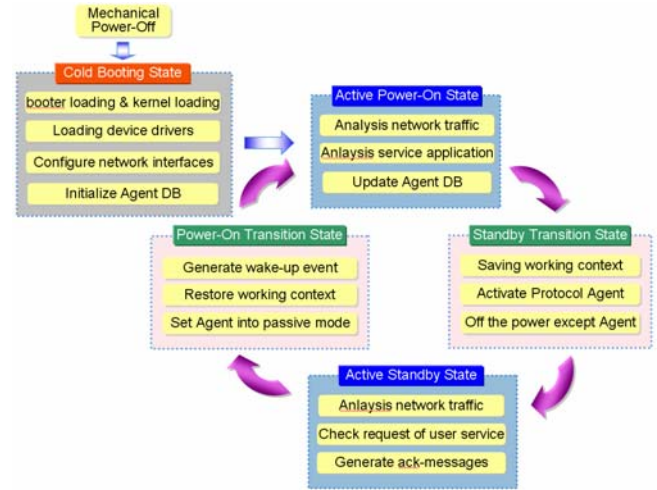 Mechanical
Power-Off
Cold Booting State
booter loading & kernel loading
Loading device drivers
Configure network interfaces
Initialize Agent DB
Active Power-On State
Analysis network traffic
Anlaysis service application
Update Agent DB
Power-On Transition State
Generate wake-up event
Restore working context
Set Agent into passive mode
Standby Transition State
Saving working context
Activate Protocol Agent
Off the power except Agent
Active Standby State
Anlaysis network traffic
Check request of user service
Generate ack-messages